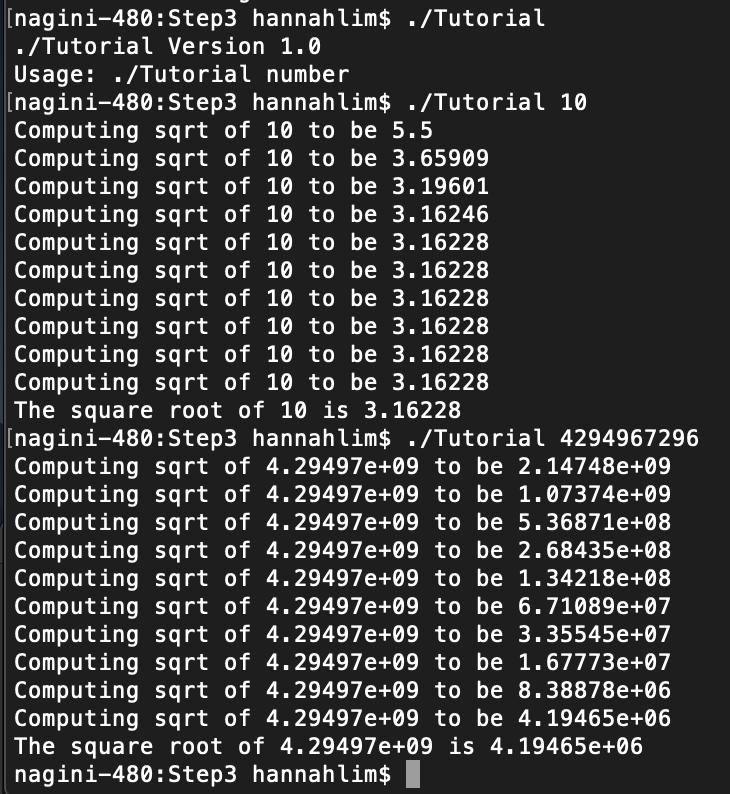 [nagini-480:Step3 hannahlim$ ./Tutorial
./Tutorial Version 1.0
Usage: ./Tutorial number
[nagini-480:Step3 hannahlim$ ./Tutorial 10
Computing sqrt of 10 to be 5.5
Computing sqrt of 10 to be 3.65909
Computing sqrt of 10 to be 3.19601
Computing sqrt of 10 to be 3.16246
Computing sqrt of 10 to be 3.16228
Computing sqrt of 10 to be 3.16228
Computing sqrt of 10 to be 3.16228
Computing sqrt of 10 to be 3.16228
Computing sqrt of 10 to be 3.16228
Computing sqrt of 10 to be 3.16228
The square root of 10 is 3.16228
[nagini-480:Step3 hannahlim$ ./Tutorial 4294967296
Computing sqrt of 4.29497e+09 to be 2.14748e+09
Computing sqrt of 4.29497e+09 to be 1.07374e+09
Computing sqrt of 4.29497e+09 to be 5.36871e+08
Computing sqrt of 4.29497e+09 to be 2.68435e+08
Computing sqrt of 4.29497e+09 to be 1.34218e+08
Computing sqrt of 4.29497e+09 to be 6.71089e+07
Computing sqrt of 4.29497e+09 to be 3.35545e+07
Computing sqrt of 4.29497e+09 to be 1.67773e+07
Computing sqrt of 4.29497e+09 to be 8.38878e+06
Computing sqrt of 4.29497e+09 to be 4.19465e+06
The square root of 4.29497e+09 is 4.19465e+06
nagini-480:Step3 hannahlim$